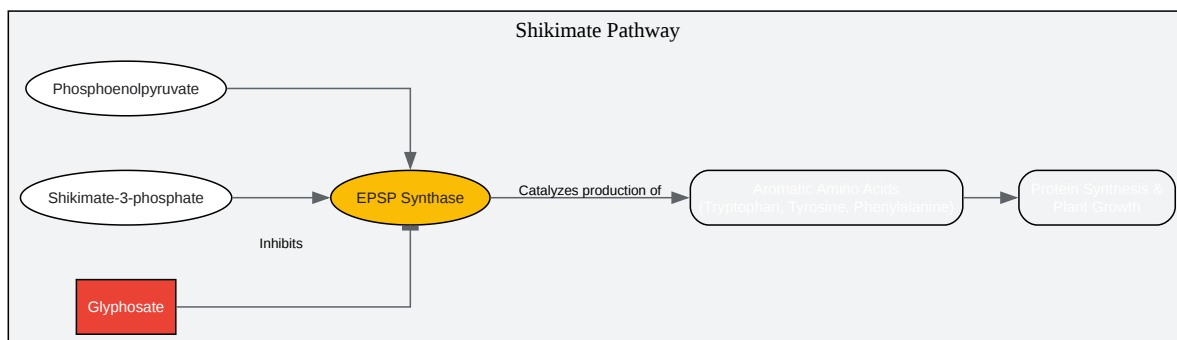 Shikimate Pathway
Phosphoenolpyruvate
Shikimate-3-phosphate
EPSP Synthase
Catalyzes production of
Aromatic Amino Acids
(Tryptophan, Tyrosine, Phenylalanine)
Protein Synthesis &
Plant Growth
Inhibits
Glyphosate